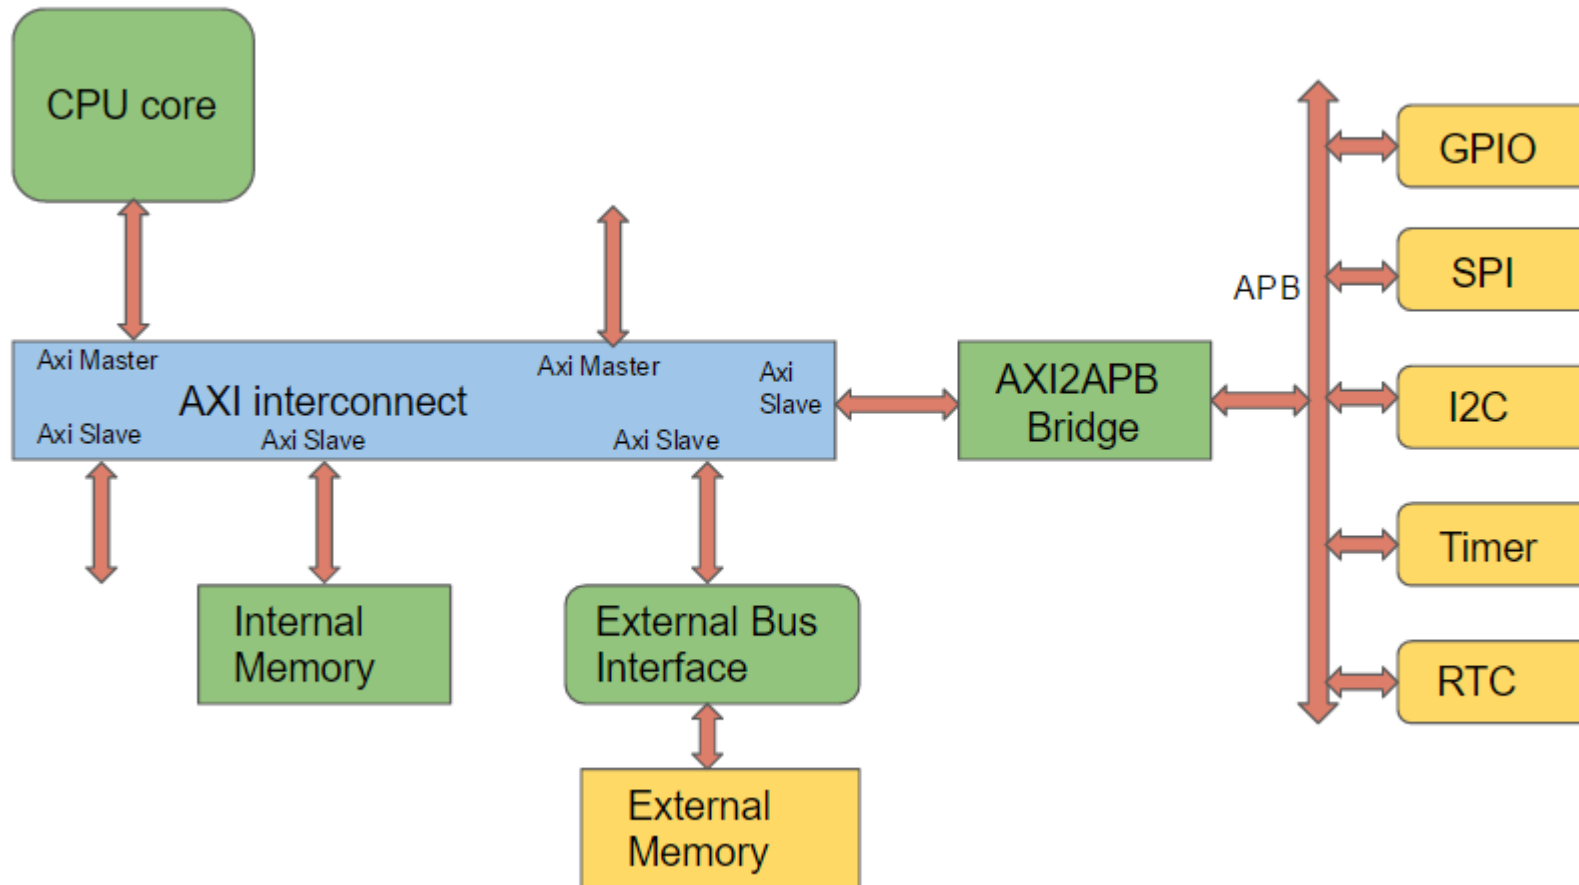 CPU core
GPIO
SPI
APB
Axi Master
Axi Master
Axi
Slave
AXI interconnect
AXI2APB
Bridge
I2C
Axi Slave
Axi Slave
Axi Slave
Timer
Internal
Memory
External Bus
Interface
RTC
External
Memory